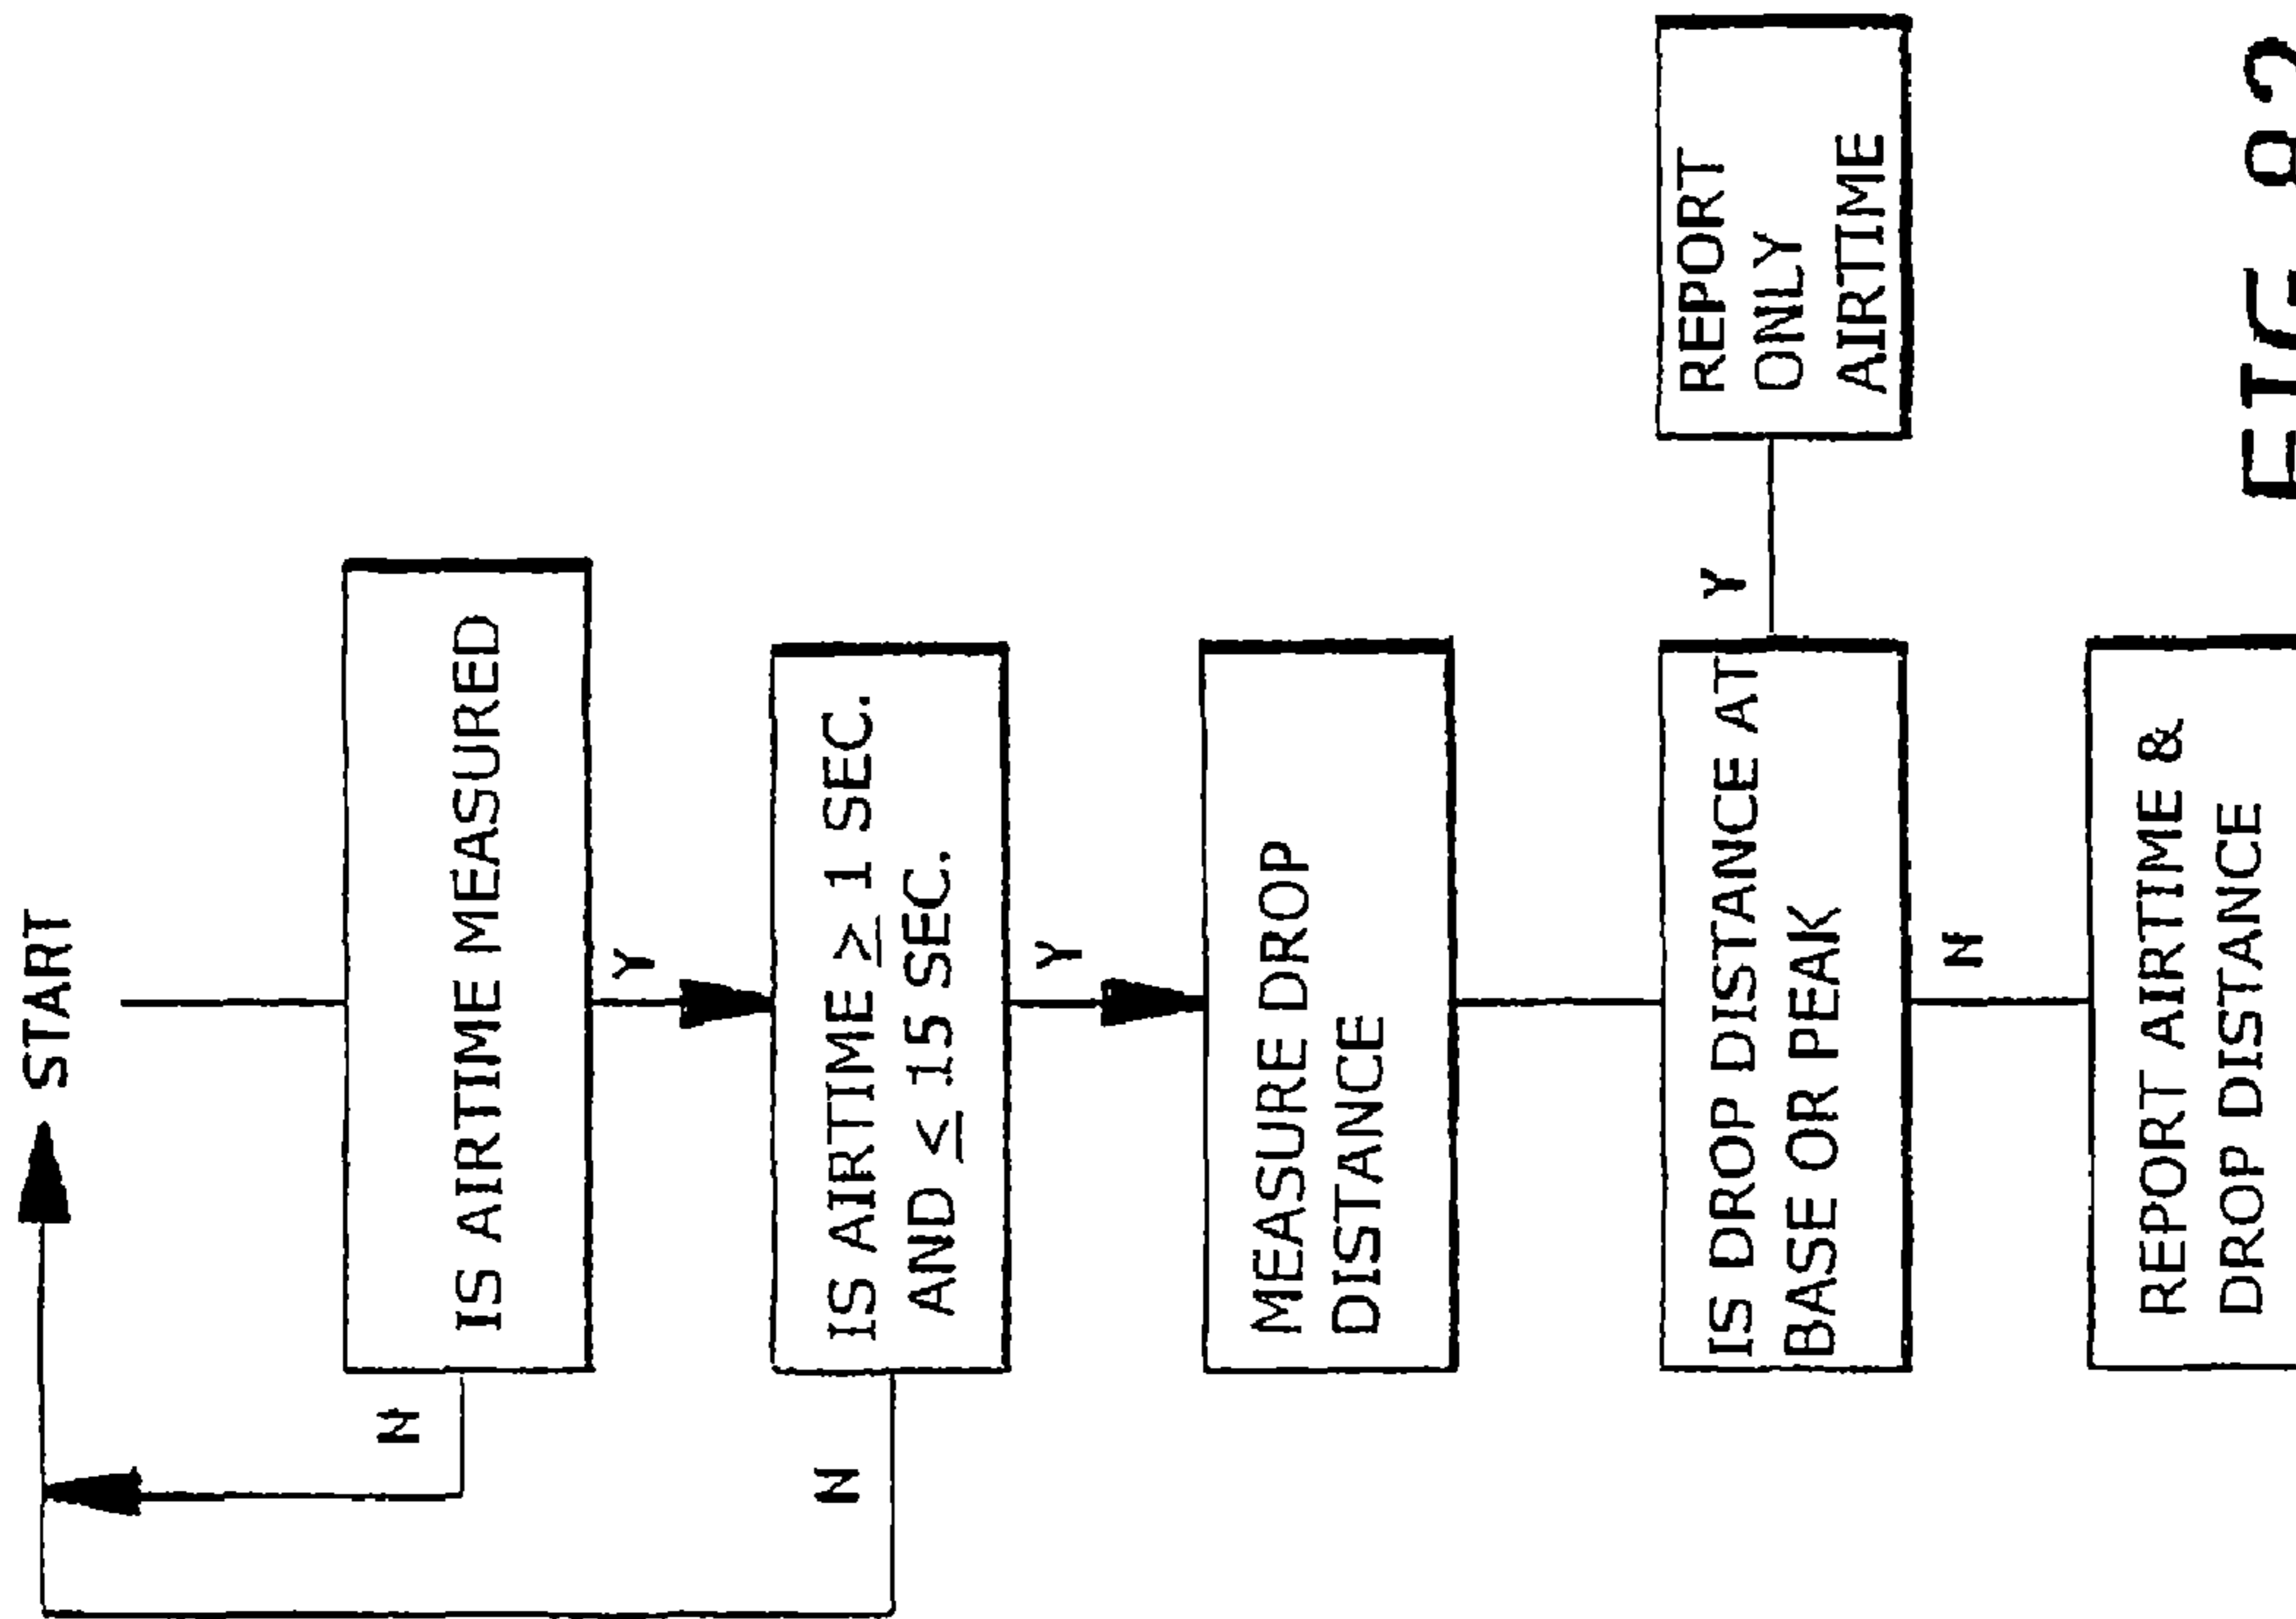 START
IS AIRTIME MEASURED
N
Y
IS AIRTIME ≥ 1 SEC.
AND ≤ 15 SEC.
N
Y
MEASURE DROP
DISTANCE
IS DROP DISTANCE AT
BASE OR PEAK
Y
REPORT
ONLY
AIRTIME
N
REPORT AIRTIME &
DROP DISTANCE